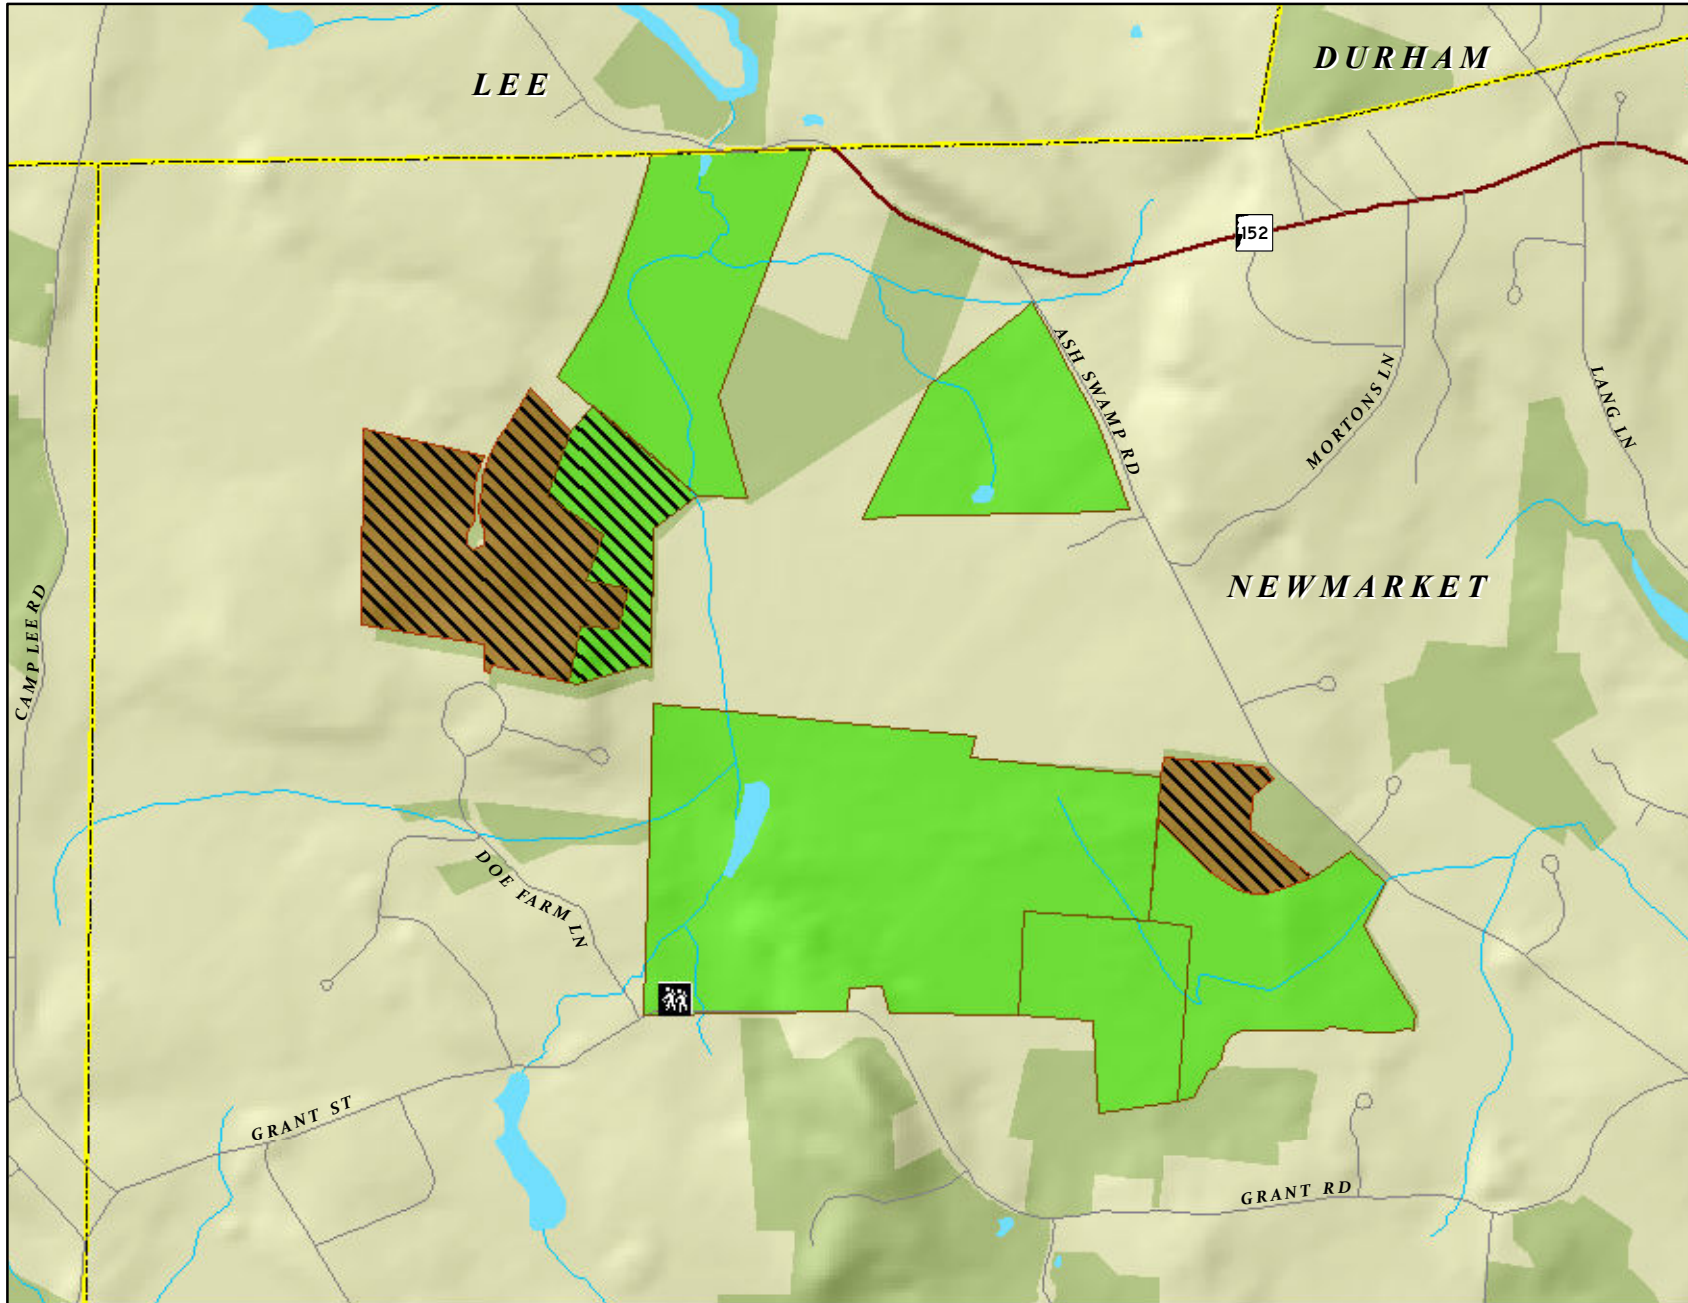 LEE
DURHAM
152
ASH SWAMP RD
MORTONS LN
LANG LN
NEWMARKET
CAMP LEE RD
DOE FARM LN
GRANT ST
GRANT RD